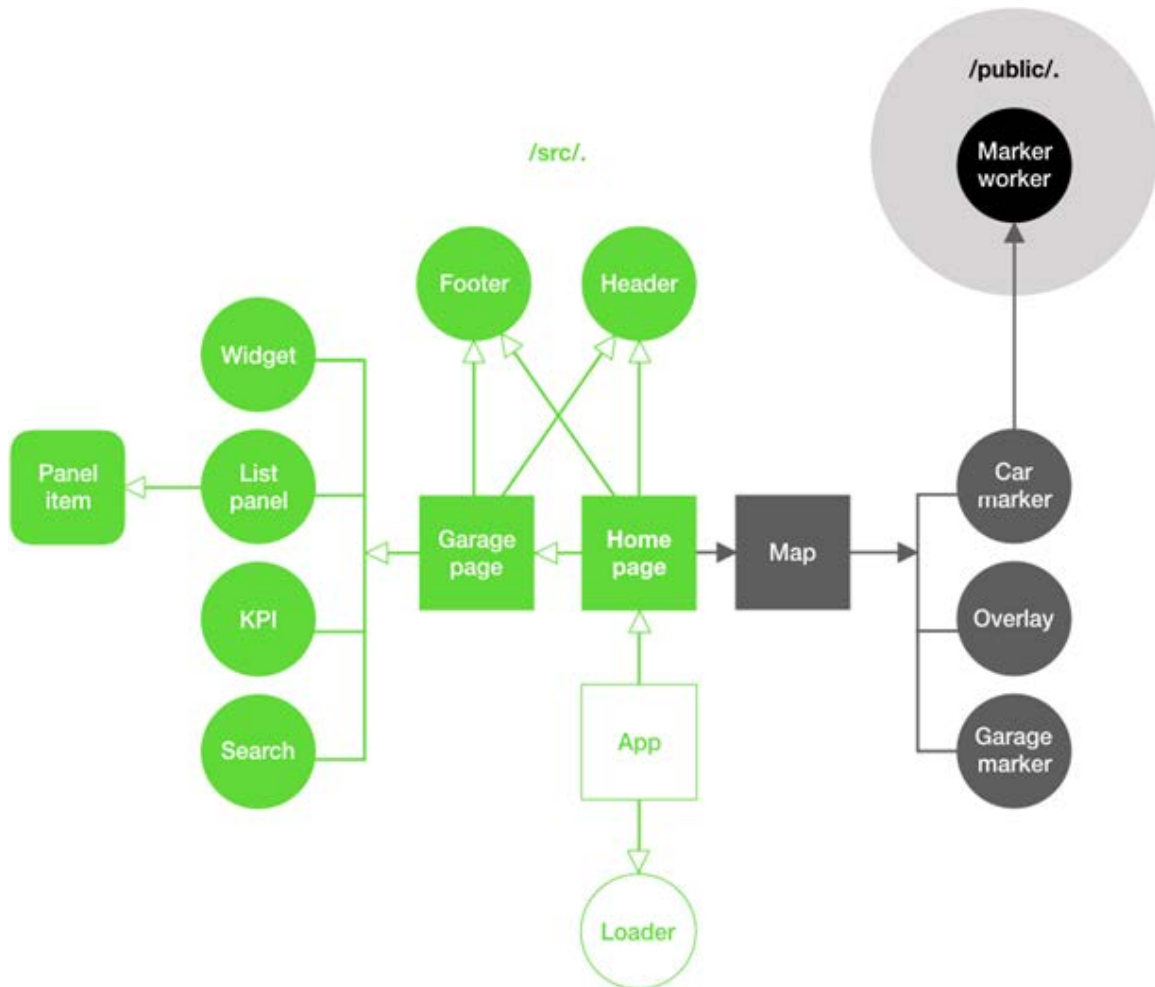 /public/.
Marker
worker
/src/.
Footer
Header
Widget
Panel
item
List
panel
Car
marker
Garage
page
Home
page
Map
KPI
Overlay
Search
App
Garage
marker
Loader